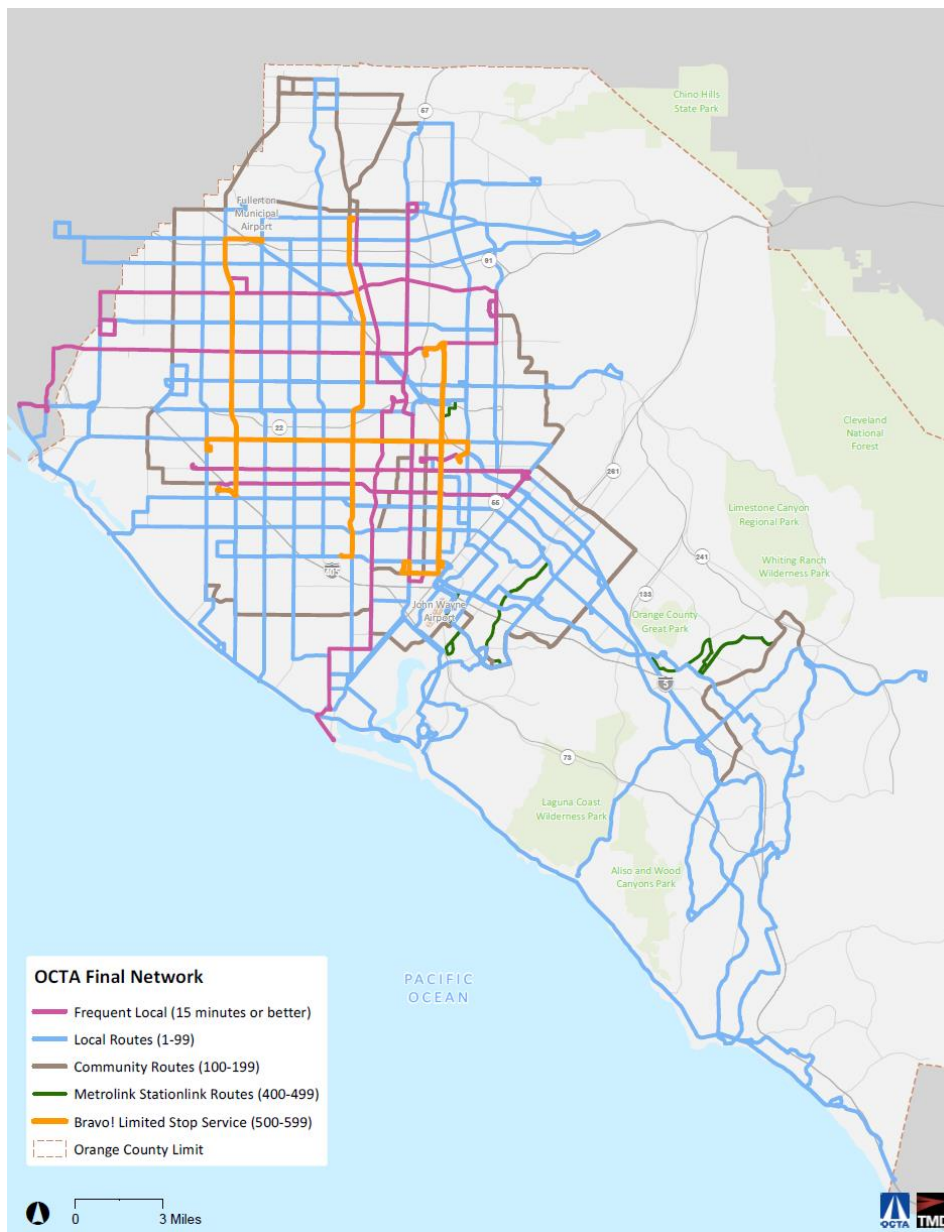 Chino Hills
State Park
57
Fullerton
Municipal
Airport
91
22
Cleveland
National
Forest
261
55
Limestone Canyon
Regional Park
241
Whiting Ranch
Wilderness Park
405
133
John Wayne
Airport
Orange County
Great Park
5
73
Laguna Coast
Wilderness Park
Aliso and Wood
Canyons Park
PACIFIC
OCEAN
OCTA Final Network
Frequent Local (15 minutes or better)
Local Routes (1-99)
Community Routes (100-199)
Metrolink Stationlink Routes (400-499)
Bravo! Limited Stop Service (500-599)
Orange County Limit
0 3 Miles
OCTA